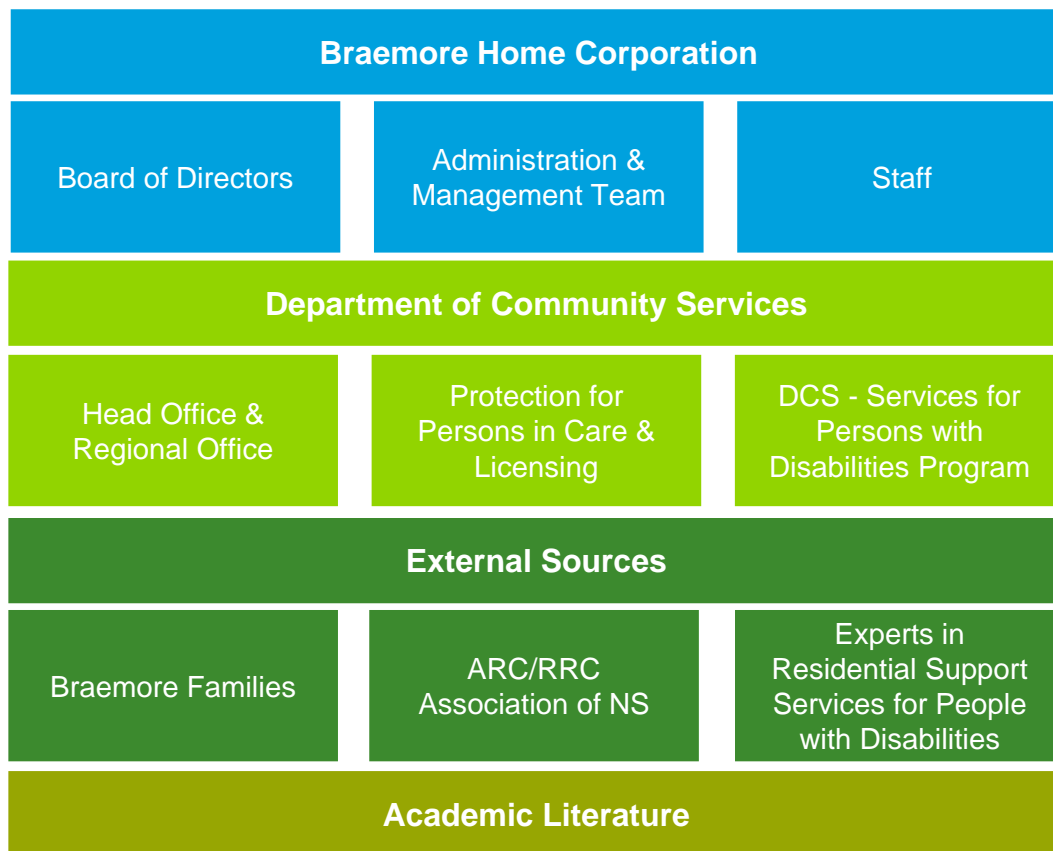 Braemore Home Corporation
Board of Directors
Administration &
Management Team
Staff
Department of Community Services
Head Office &
Regional Office
Protection for
Persons in Care &
Licensing
DCS - Services for
Persons with
Disabilities Program
External Sources
Braemore Families
ARC/RRC
Association of NS
Experts in
Residential Support
Services for People
with Disabilities
Academic Literature